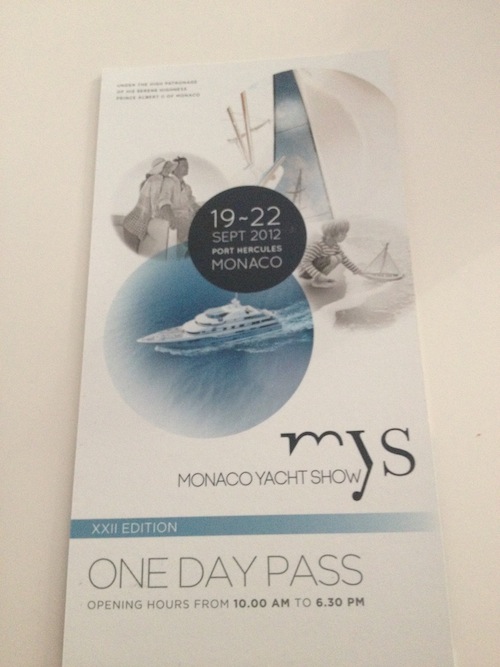 UNDER THE HIGH PATRONAGE
OF HIS SERENE HIGHNESS
PRINCE ALBERT II OF MONACO
19~22
SEPT 2012
PORT HERCULES
MONACO
mys
MONACO YACHT SHOW
XXII EDITION
ONE DAY PASS
OPENING HOURS FROM 10.00 AM TO 6.30 PM